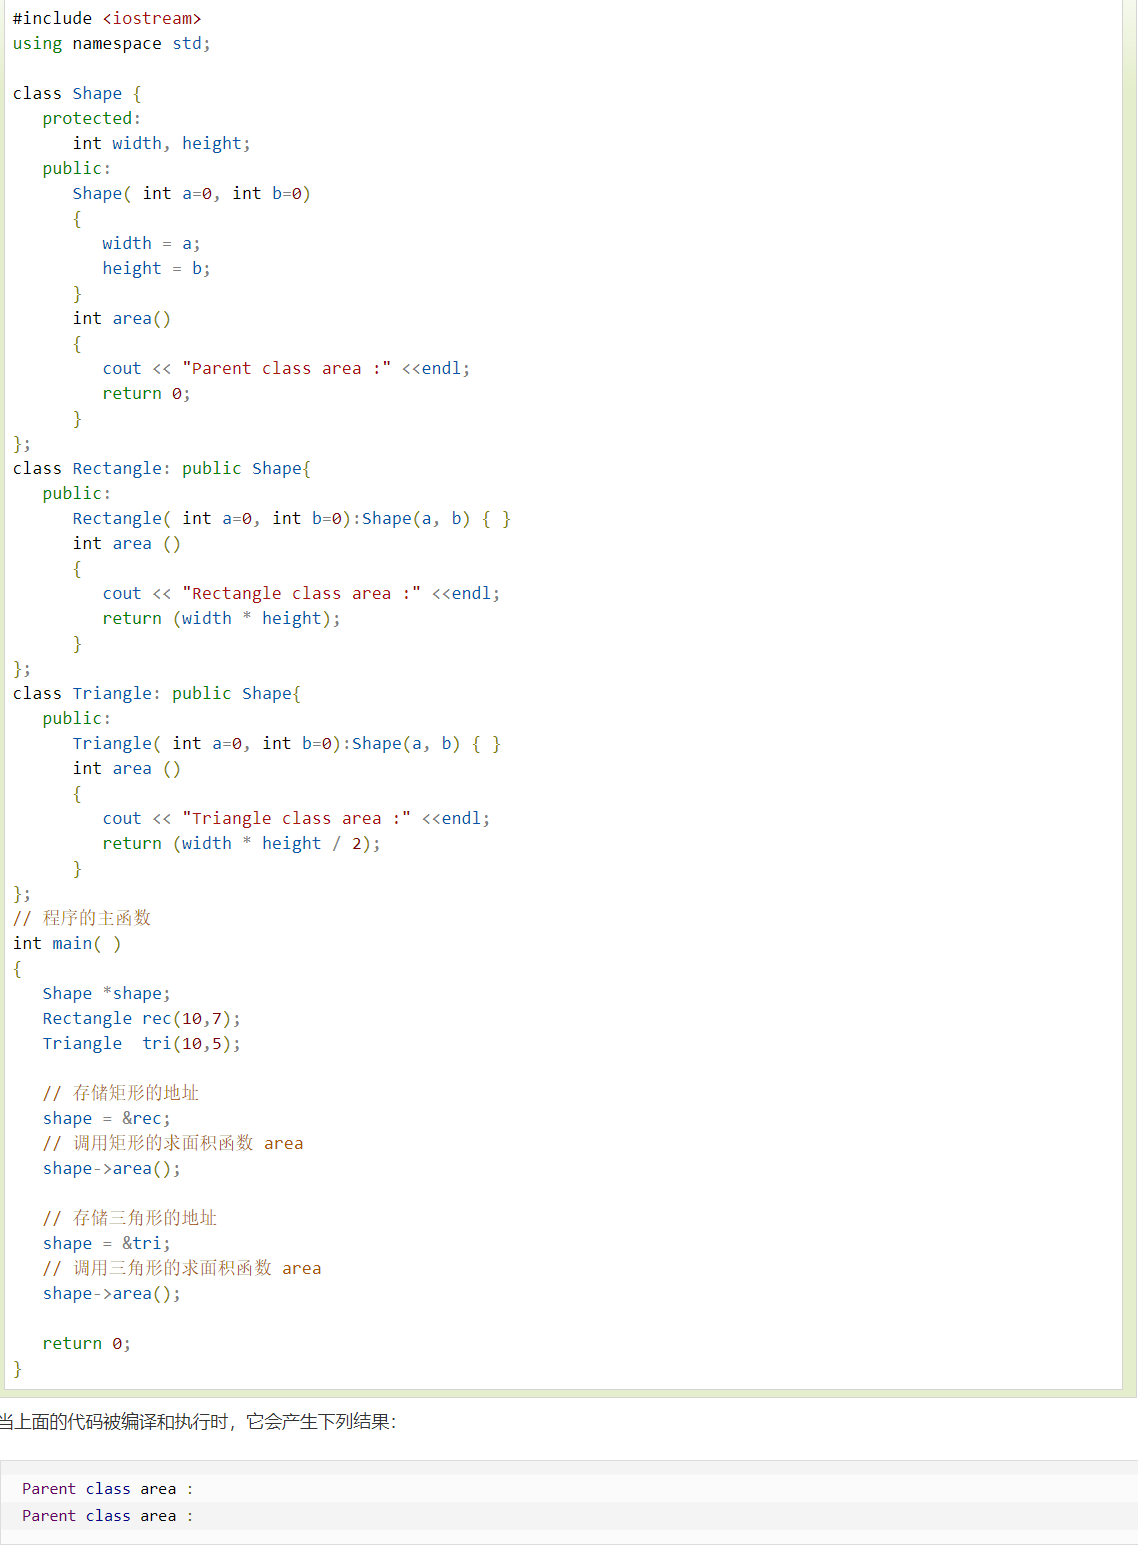 #include <iostream>
using namespace std;

class Shape {
   protected:
      int width, height;
   public:
      Shape( int a=0, int b=0)
      {
         width = a;
         height = b;
      }
      int area()
      {
         cout << "Parent class area :" <<endl;
         return 0;
      }
};
class Rectangle: public Shape{
   public:
      Rectangle( int a=0, int b=0):Shape(a, b) { }
      int area ()
      {
         cout << "Rectangle class area :" <<endl;
         return (width * height);
      }
};
class Triangle: public Shape{
   public:
      Triangle( int a=0, int b=0):Shape(a, b) { }
      int area ()
      {
         cout << "Triangle class area :" <<endl;
         return (width * height / 2);
      }
};
// 程序的主函数
int main( )
{
   Shape *shape;
   Rectangle rec(10,7);
   Triangle  tri(10,5);

   // 存储矩形的地址
   shape = &rec;
   // 调用矩形的求面积函数 area
   shape->area();

   // 存储三角形的地址
   shape = &tri;
   // 调用三角形的求面积函数 area
   shape->area();

   return 0;
}
当上面的代码被编译和执行时，它会产生下列结果：
Parent class area :
Parent class area :